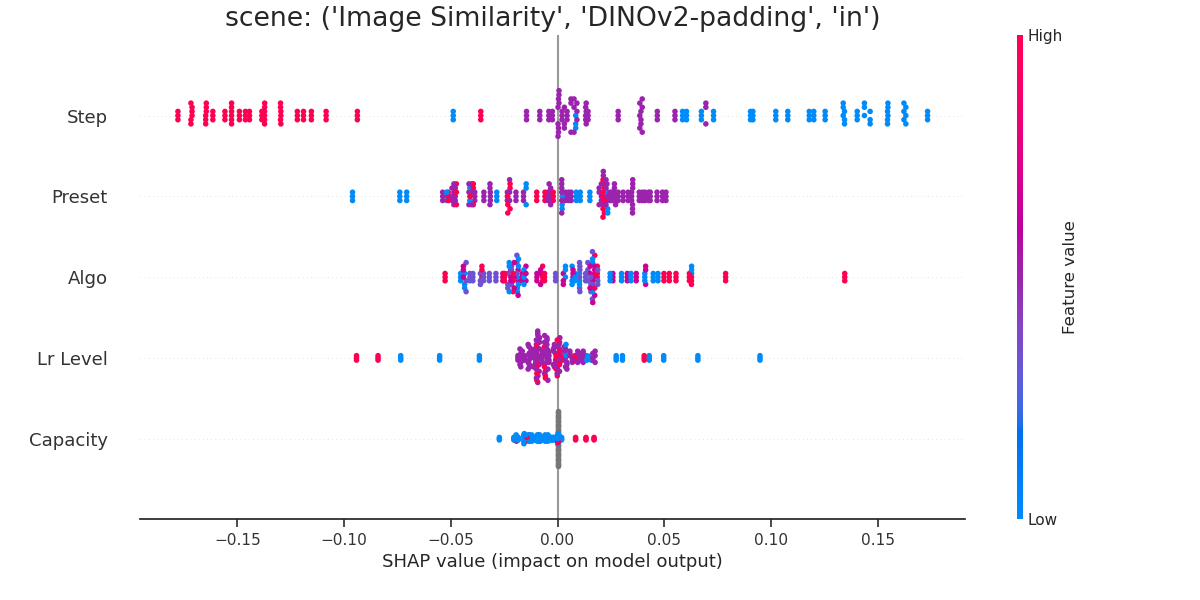 scene: ('Image Similarity', 'DINOv2-padding', 'in')
High
Step
Preset
Algo
Lr Level
Capacity
Feature value
Low
−0.15 −0.10 −0.05 0.00 0.05 0.10 0.15
SHAP value (impact on model output)